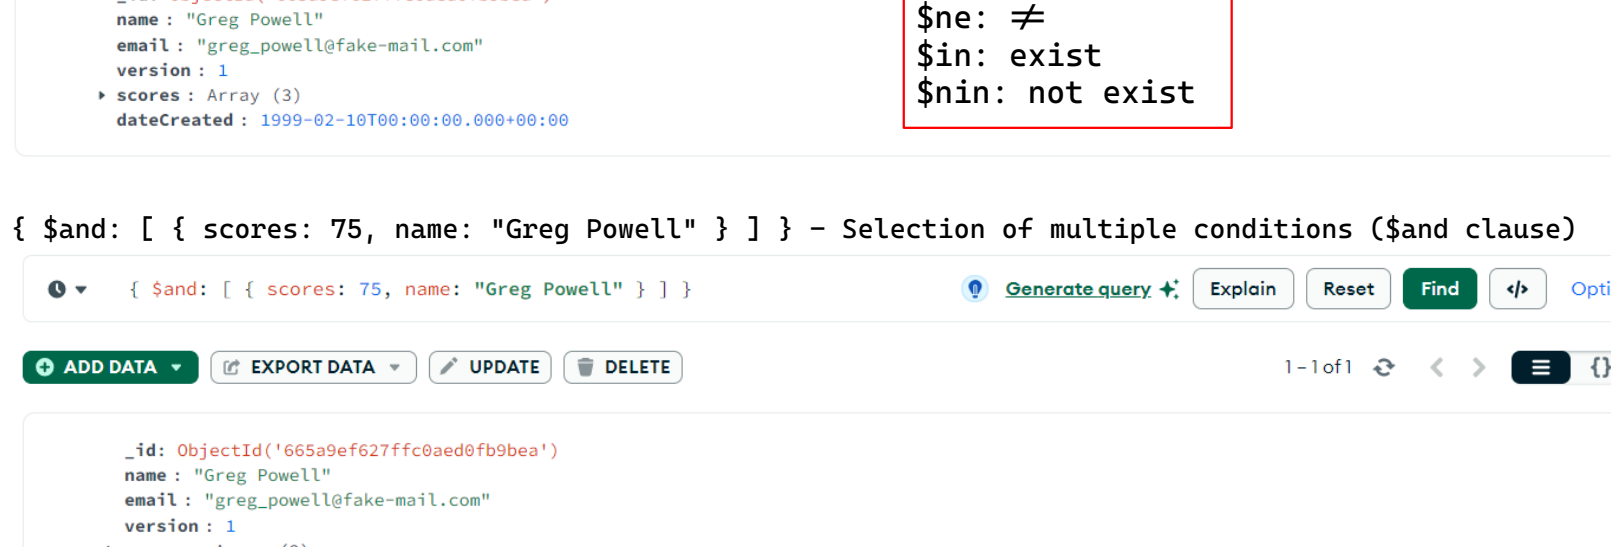 name : "Greg Powell"
email : "greg_powell@fake-mail.com"
version : 1
scores : Array (3)
dateCreated : 1999-02-10T00:00:00.000+00:00
$ne: ≠
$in: exist
$nin: not exist
{ $and: [ { scores: 75, name: "Greg Powell" } ] } - Selection of multiple conditions ($and clause)
{ $and: [ { scores: 75, name: "Greg Powell" } ] }
Generate query
Explain
Reset
Find
</>
Opti
ADD DATA
EXPORT DATA
UPDATE
DELETE
1 – 1 of 1
{}
_id: ObjectId('665a9ef627ffc0aed0fb9bea')
name : "Greg Powell"
email : "greg_powell@fake-mail.com"
version : 1